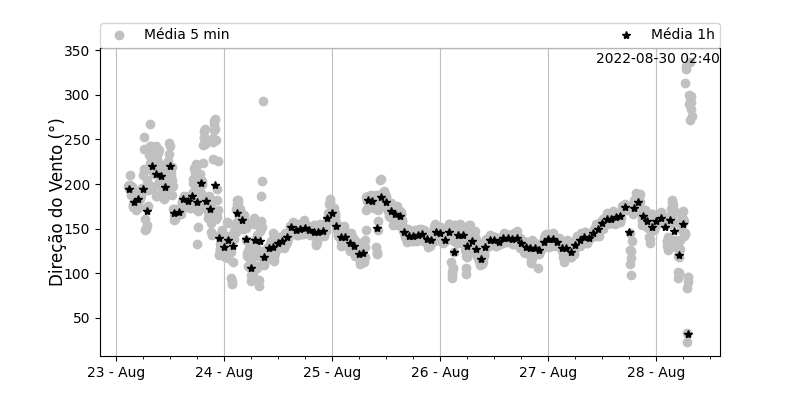 Média 5 min
Média 1h
2022-08-30 02:40
Direção do Vento (°)
350
300
250
200
150
100
50
23 - Aug
24 - Aug
25 - Aug
26 - Aug
27 - Aug
28 - Aug